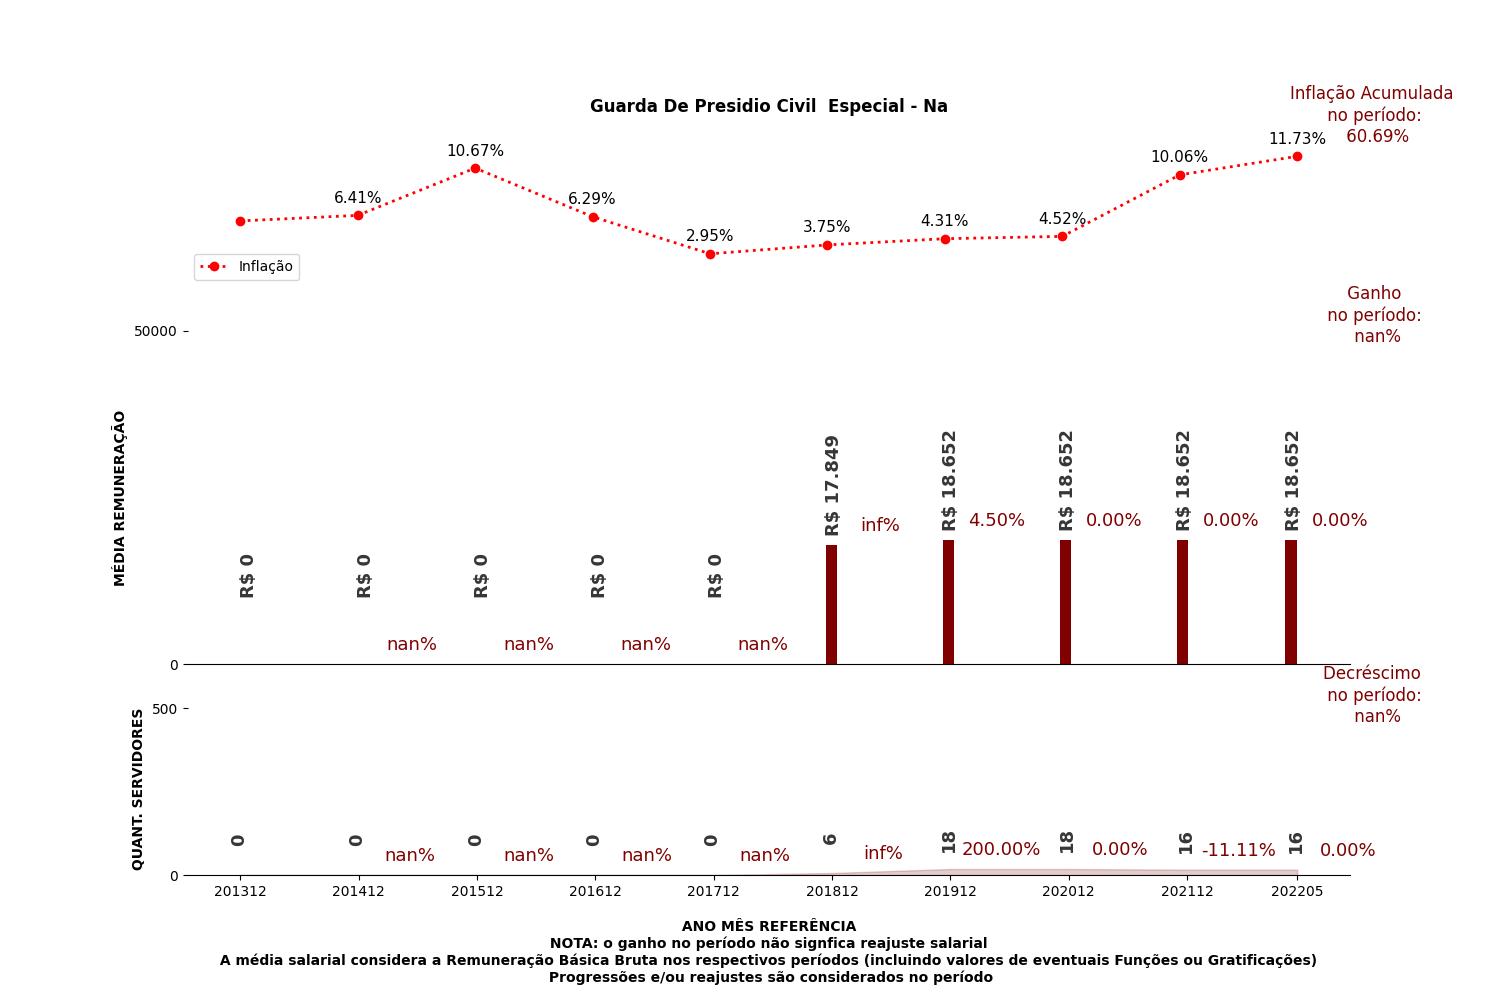 Guarda De Presidio Civil  Especial - Na
Inflação Acumulada
no período:
60.69%
6.41%
10.67%
6.29%
2.95%
3.75%
4.31%
4.52%
10.06%
11.73%
Inflação
Ganho
no período:
nan%
MÉDIA REMUNERAÇÃO
50000
0
R$ 0
R$ 0
R$ 0
R$ 0
R$ 0
R$ 17.849
R$ 18.652
R$ 18.652
R$ 18.652
R$ 18.652
nan%
nan%
nan%
nan%
inf%
4.50%
0.00%
0.00%
0.00%
Decréscimo
no período:
nan%
QUANT. SERVIDORES
500
0
0
0
0
0
0
6
18
18
16
16
nan%
nan%
nan%
nan%
inf%
200.00%
0.00%
-11.11%
0.00%
201312
201412
201512
201612
201712
201812
201912
202012
202112
202205
ANO MÊS REFERÊNCIA
NOTA: o ganho no período não signfica reajuste salarial
A média salarial considera a Remuneração Básica Bruta nos respectivos períodos (incluindo valores de eventuais Funções ou Gratificações)
Progressões e/ou reajustes são considerados no período